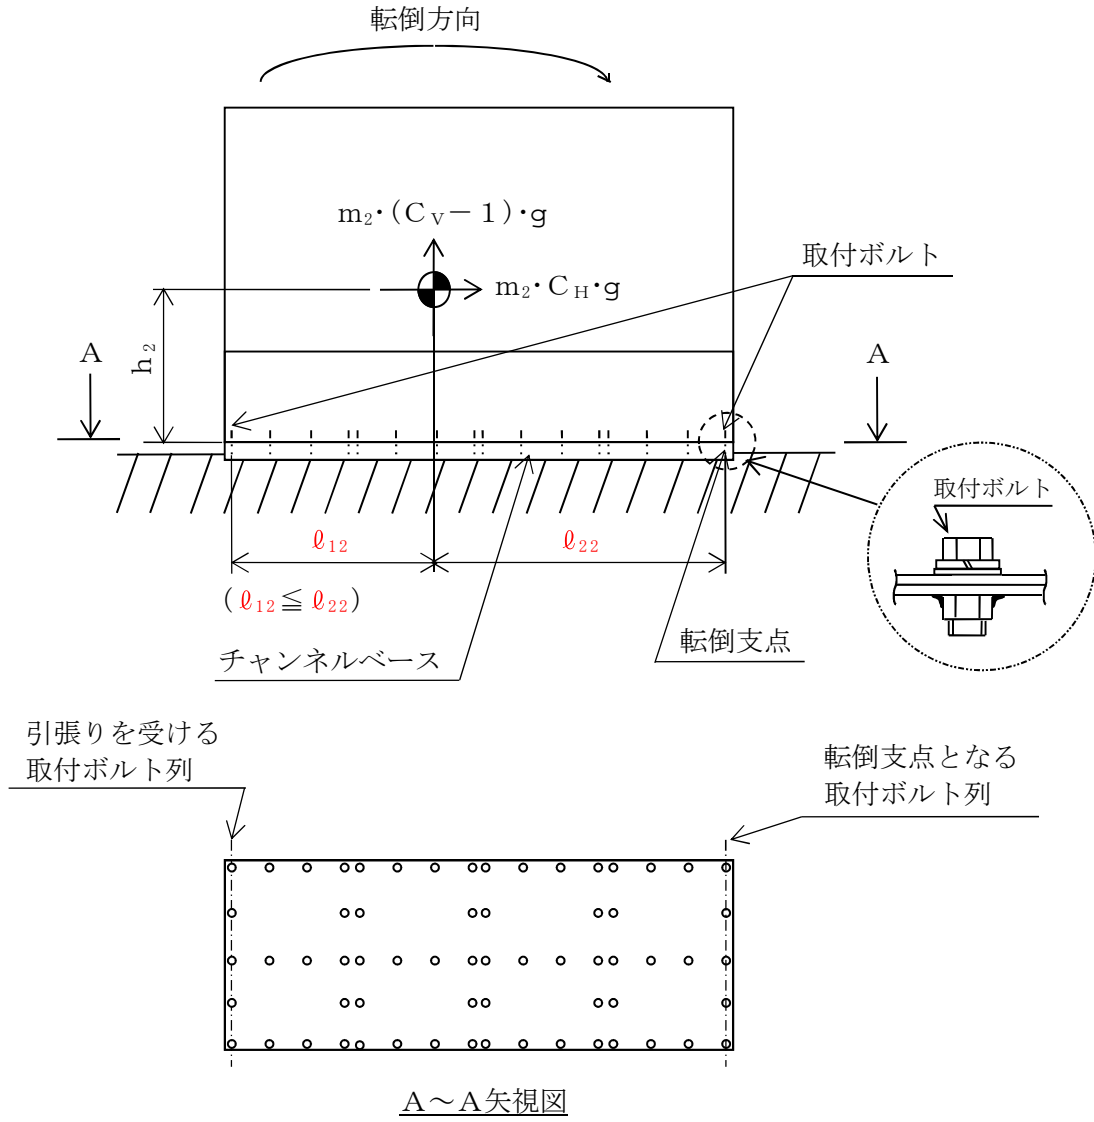 転倒方向
m₂・(CV－1)・g
取付ボルト
m₂・CH・g
A
h₂
A
取付ボルト
ℓ₁₂
ℓ₂₂
(ℓ₁₂≦ℓ₂₂)
転倒支点
チャンネルベース
引張りを受ける
取付ボルト列
転倒支点となる
取付ボルト列
A～A矢視図